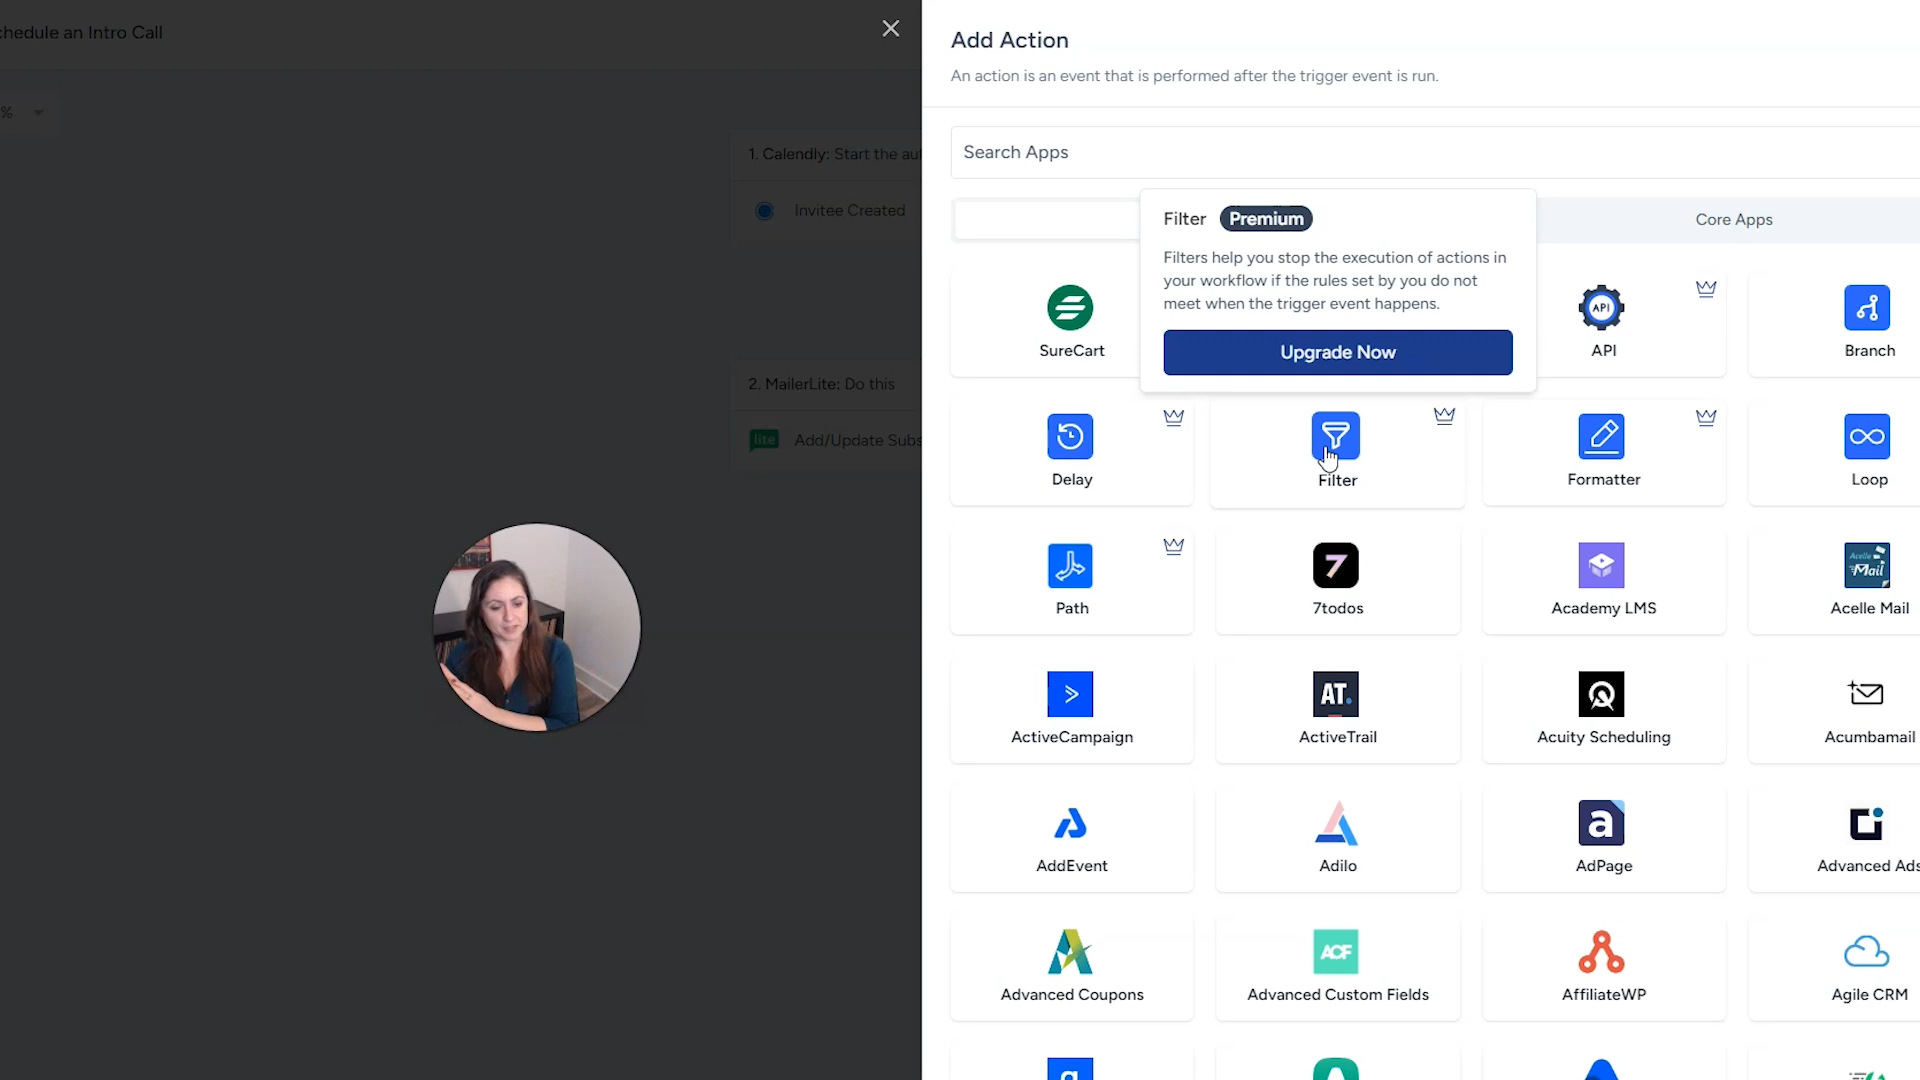 chedule an Intro Call
%
1. Calendly: Start the au
Invitee Created
2. MailerLite: Do this
lite
Add/Update Subs
Add Action
An action is an event that is performed after the trigger event is run.
Search Apps
Core Apps
Filter Premium
Filters help you stop the execution of actions in
your workflow if the rules set by you do not
meet when the trigger event happens.
Upgrade Now
SureCart
API
API
Branch
Delay
Filter
Formatter
Loop
Path
7
7todos
Academy LMS
Acelle
Mail
Acelle Mail
ActiveCampaign
AT.
ActiveTrail
Acuity Scheduling
Acumbamail
AddEvent
Adilo
a
AdPage
Advanced Ads
Advanced Coupons
ACF
Advanced Custom Fields
AffiliateWP
Agile CRM